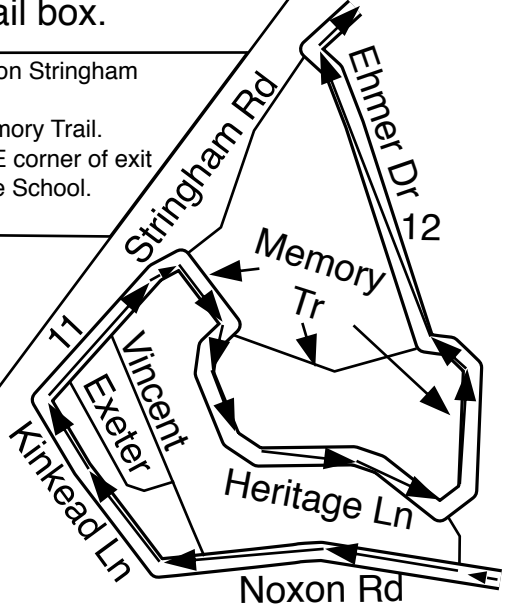 ail box.
on Stringham
mory Trail.
E corner of exit
e School.
Stringham Rd
Ehmer Dr
12
Memory
Tr
11
Vincent
Exeter
Kinkead Ln
Heritage Ln
Noxon Rd